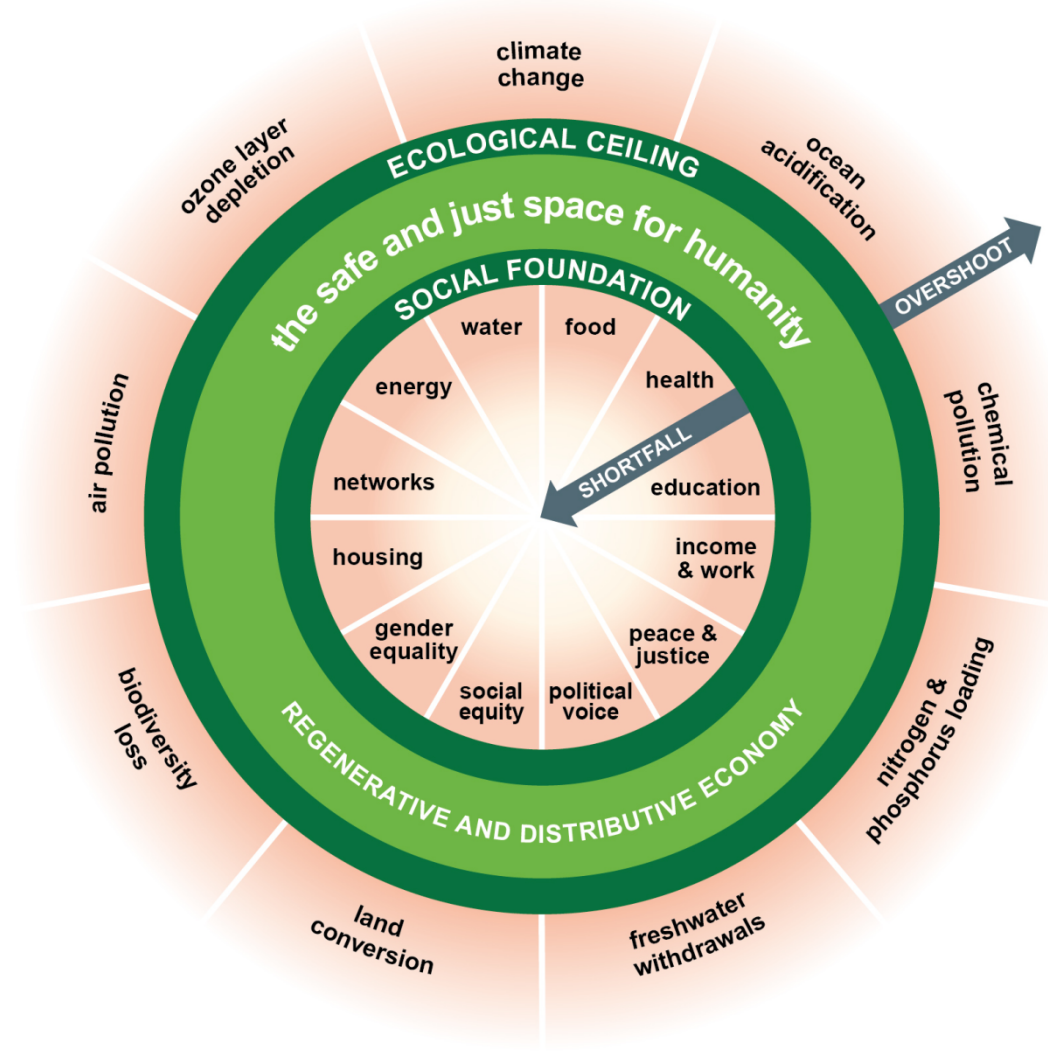 climate
change
ocean
acidification
OVERSHOOT
chemical
pollution
nitrogen &
phosphorus loading
freshwater
withdrawals
land
conversion
biodiversity
loss
air pollution
ozone layer
depletion
ECOLOGICAL CEILING
the safe and just space for humanity
SOCIAL FOUNDATION
water
food
health
SHORTFALL
education
income
& work
peace &
justice
political
voice
social
equity
gender
equality
housing
networks
energy
REGENERATIVE AND DISTRIBUTIVE ECONOMY